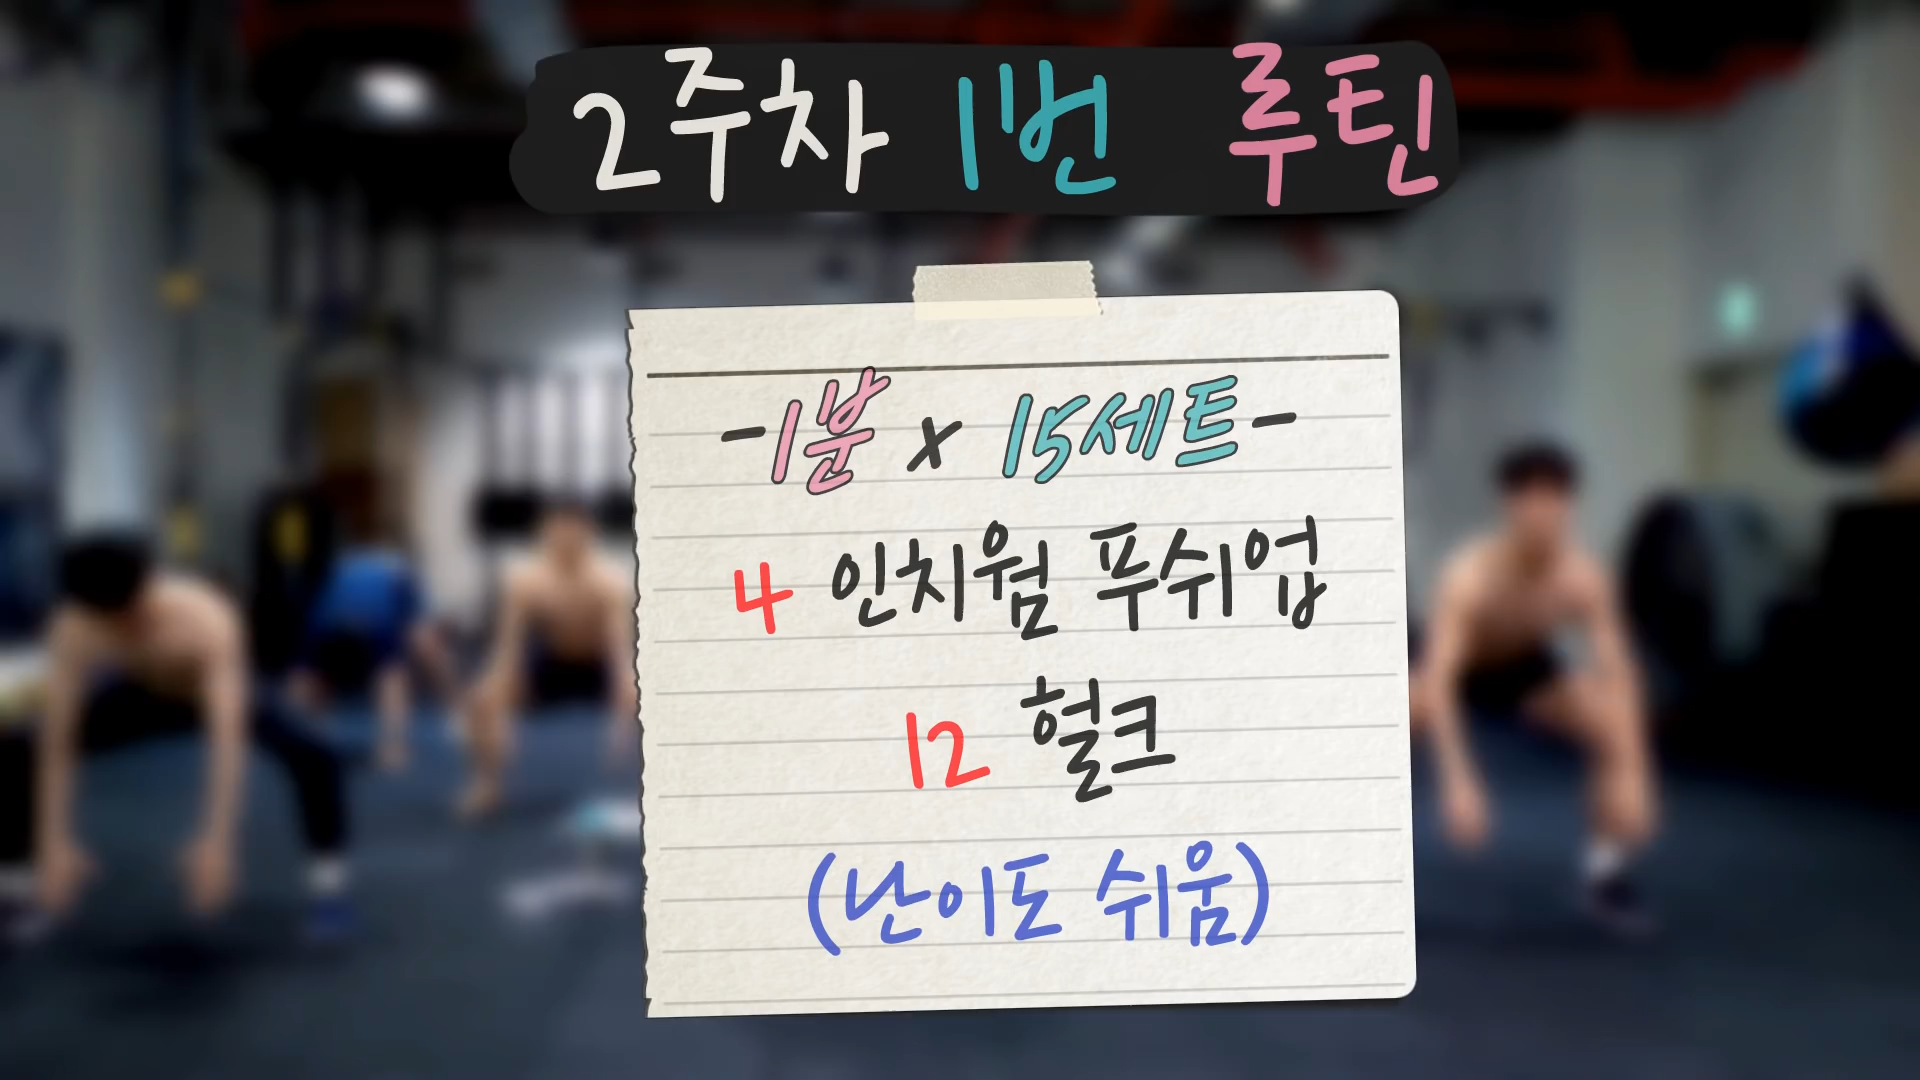 2주차 1번 루틴
-1분 x 15세트-
4 인치웜 푸쉬업
12 헐크
(난이도 쉬움)